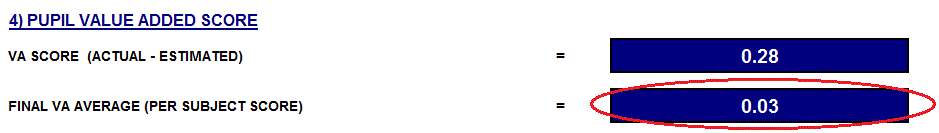 4) PUPIL VALUE ADDED SCORE
VA SCORE (ACTUAL - ESTIMATED) = 0.28
FINAL VA AVERAGE (PER SUBJECT SCORE) = 0.03